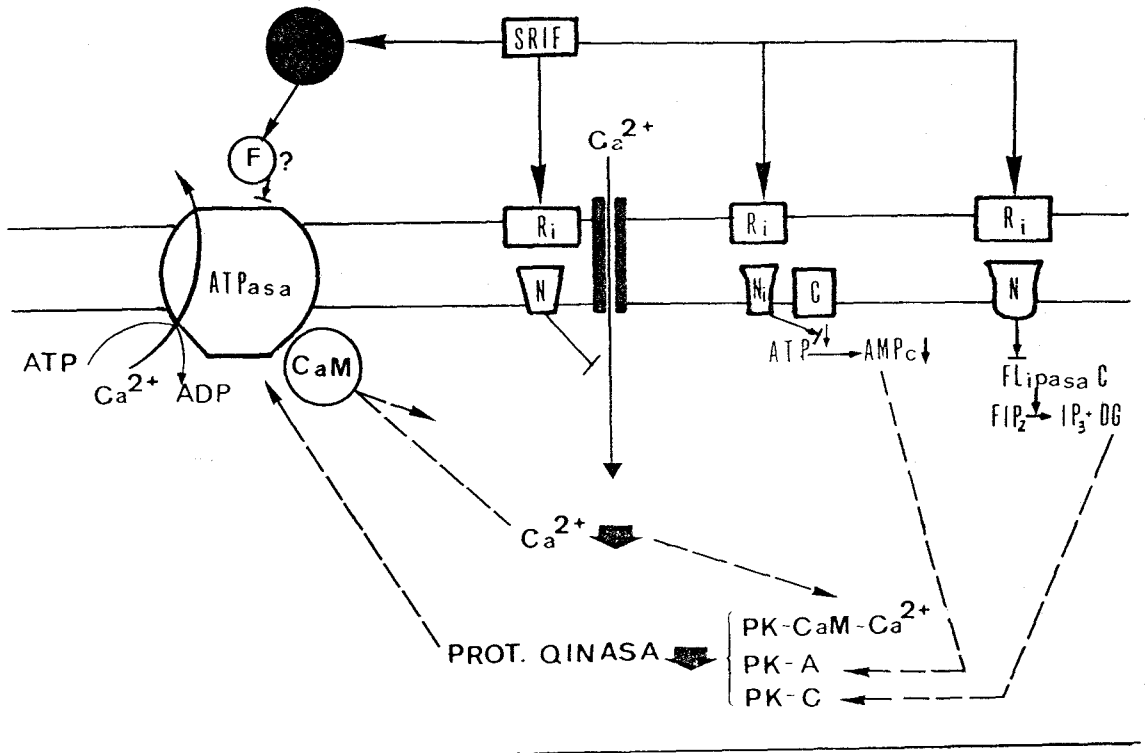 SRIF
Ca²⁺
F ?
Ri
Ri
Ri
ATPasa
N
Ni
C
N
ATP
AMPc
ATP
Ca²⁺
ADP
CaM
FLipasa C
FIP₂ IP₃+ DG
Ca²⁺
PK-CaM-Ca²⁺
PROT. QINASA
PK-A
PK-C